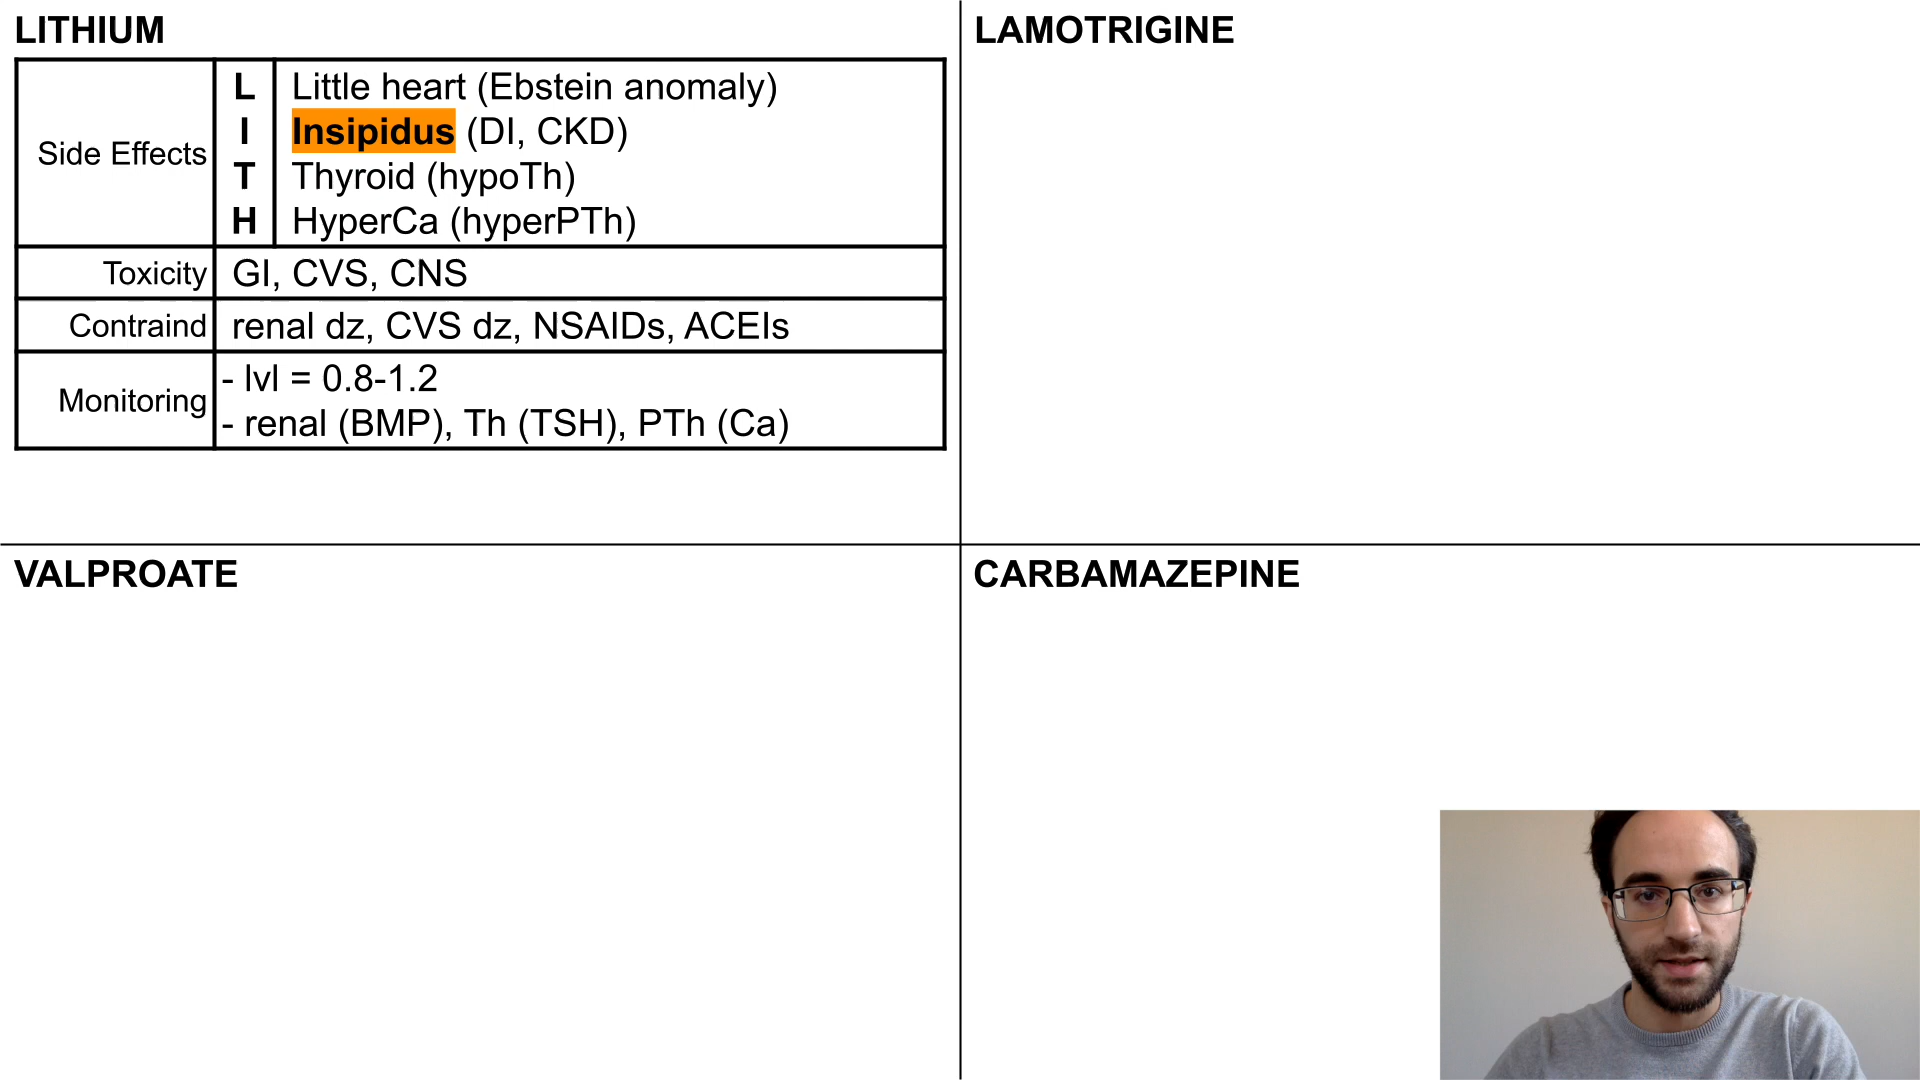 LITHIUM
Side Effects
L Little heart (Ebstein anomaly)
I Insipidus (DI, CKD)
T Thyroid (hypoTh)
H HyperCa (hyperPTh)
Toxicity GI, CVS, CNS
Contraind renal dz, CVS dz, NSAIDs, ACEIs
Monitoring
- lvl = 0.8-1.2
- renal (BMP), Th (TSH), PTh (Ca)
LAMOTRIGINE
VALPROATE
CARBAMAZEPINE